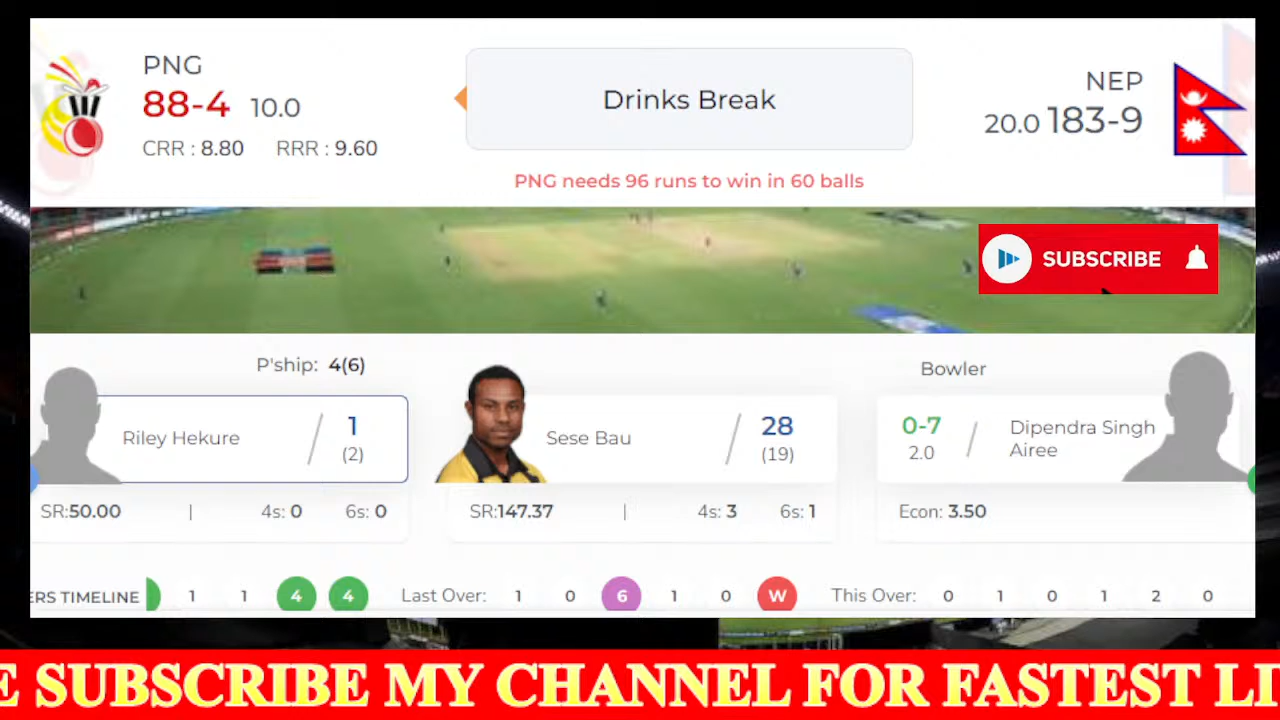 PNG
88-4 10.0
CRR : 8.80 RRR : 9.60
Drinks Break
PNG needs 96 runs to win in 60 balls
NEP
20.0 183-9
SUBSCRIBE
P'ship: 4(6)
Riley Hekure / 1 (2)
SR:50.00 | 4s: 0 6s: 0
Sese Bau / 28 (19)
SR:147.37 | 4s: 3 6s: 1
Bowler
0-7 2.0 / Dipendra Singh
Airee
Econ: 3.50
ERS TIMELINE 1 1 4 4 Last Over: 1 0 6 1 0 W This Over: 0 1 0 1 2 0
E SUBSCRIBE MY CHANNEL FOR FASTEST LI